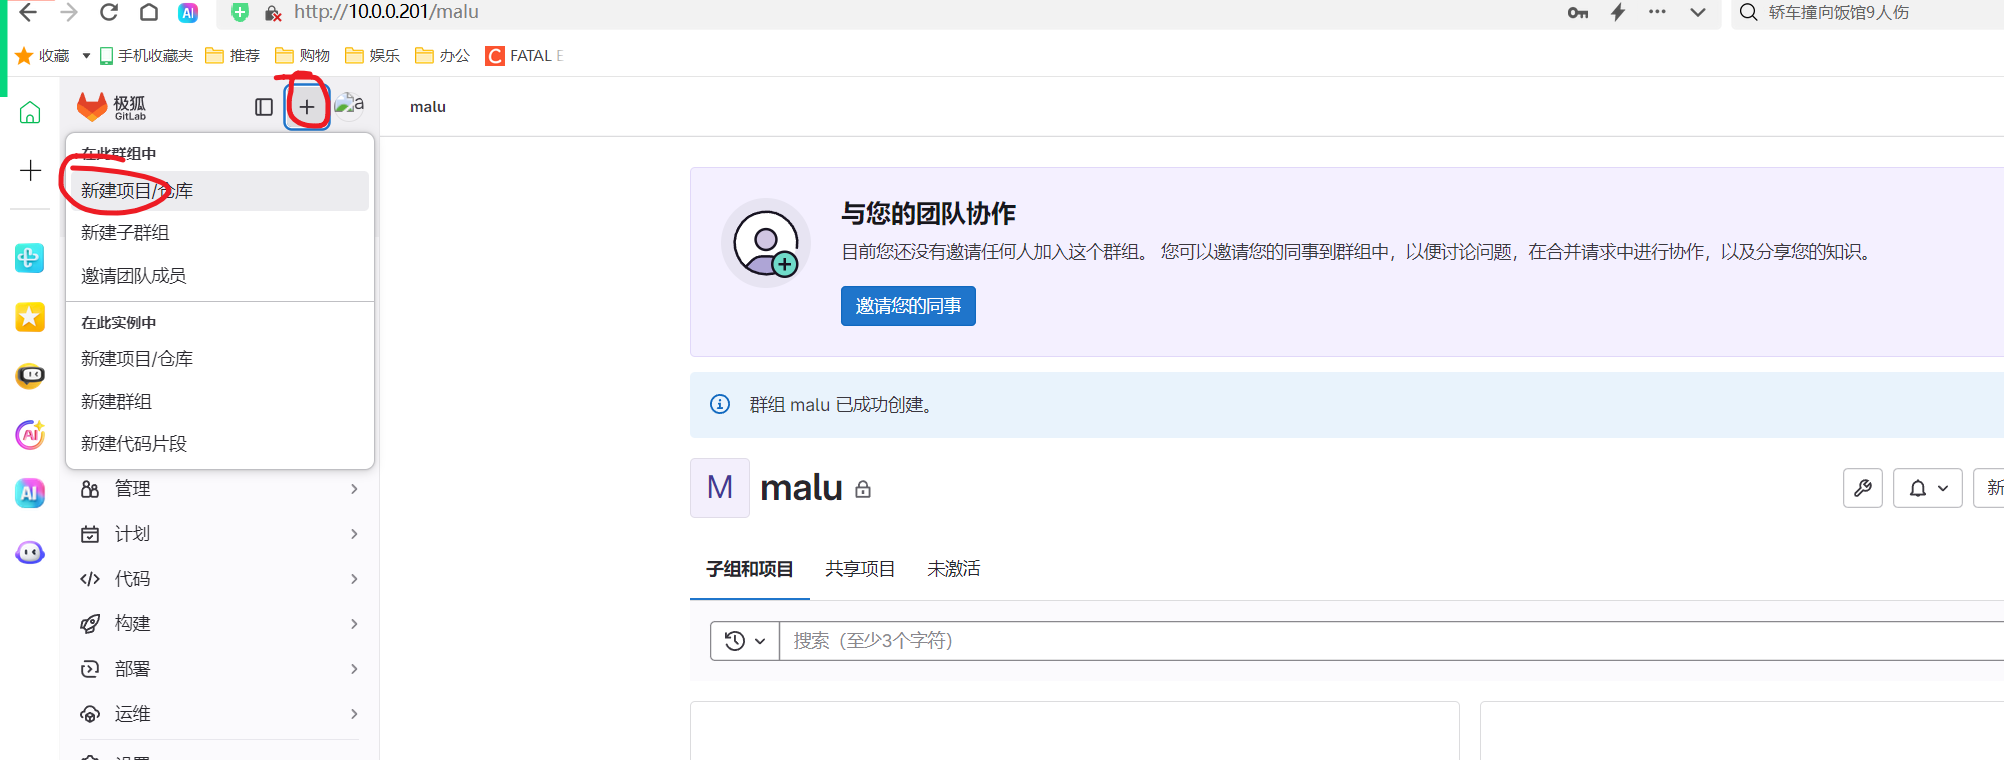 AI
http://10.0.0.201/malu
轿车撞向饭馆9人伤
收藏
手机收藏夹
推荐
购物
娱乐
办公
C FATAL E
极狐
GitLab
a
malu
在此群组中
新建项目/仓库
新建子群组
邀请团队成员
在此实例中
新建项目/仓库
新建群组
新建代码片段
管理
计划
代码
构建
部署
运维
AI
AI
与您的团队协作
目前您还没有邀请任何人加入这个群组。 您可以邀请您的同事到群组中，以便讨论问题，在合并请求中进行协作，以及分享您的知识。
邀请您的同事
群组 malu 已成功创建。
M malu
新
子组和项目
共享项目
未激活
搜索（至少3个字符）